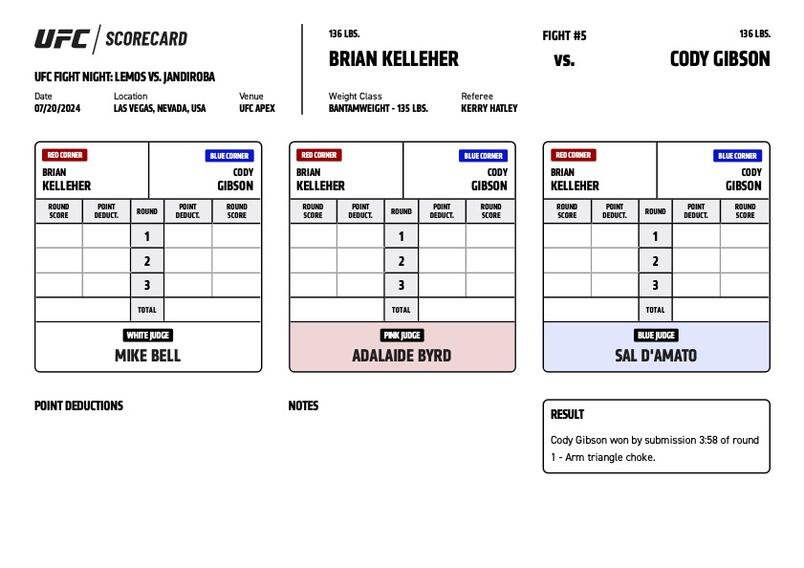 UFC / SCORECARD
UFC FIGHT NIGHT: LEMOS VS. JANDIROBA
Date Location Venue
07/20/2024 LAS VEGAS, NEVADA, USA UFC APEX
136 LBS. FIGHT #5 136 LBS.
BRIAN KELLEHER VS. CODY GIBSON
Weight Class Referee
BANTAMWEIGHT - 135 LBS. KERRY HATLEY
RED CORNER BLUE CORNER
BRIAN CODY
KELLEHER GIBSON
ROUND SCORE POINT DEDUCT. ROUND POINT DEDUCT. ROUND SCORE
1
2
3
TOTAL
WHITE JUDGE
MIKE BELL
RED CORNER BLUE CORNER
BRIAN CODY
KELLEHER GIBSON
ROUND SCORE POINT DEDUCT. ROUND POINT DEDUCT. ROUND SCORE
1
2
3
TOTAL
PINK JUDGE
ADALAIDE BYRD
RED CORNER BLUE CORNER
BRIAN CODY
KELLEHER GIBSON
ROUND SCORE POINT DEDUCT. ROUND POINT DEDUCT. ROUND SCORE
1
2
3
TOTAL
BLUE JUDGE
SAL D'AMATO
POINT DEDUCTIONS
NOTES
RESULT
Cody Gibson won by submission 3:58 of round
1 - Arm triangle choke.